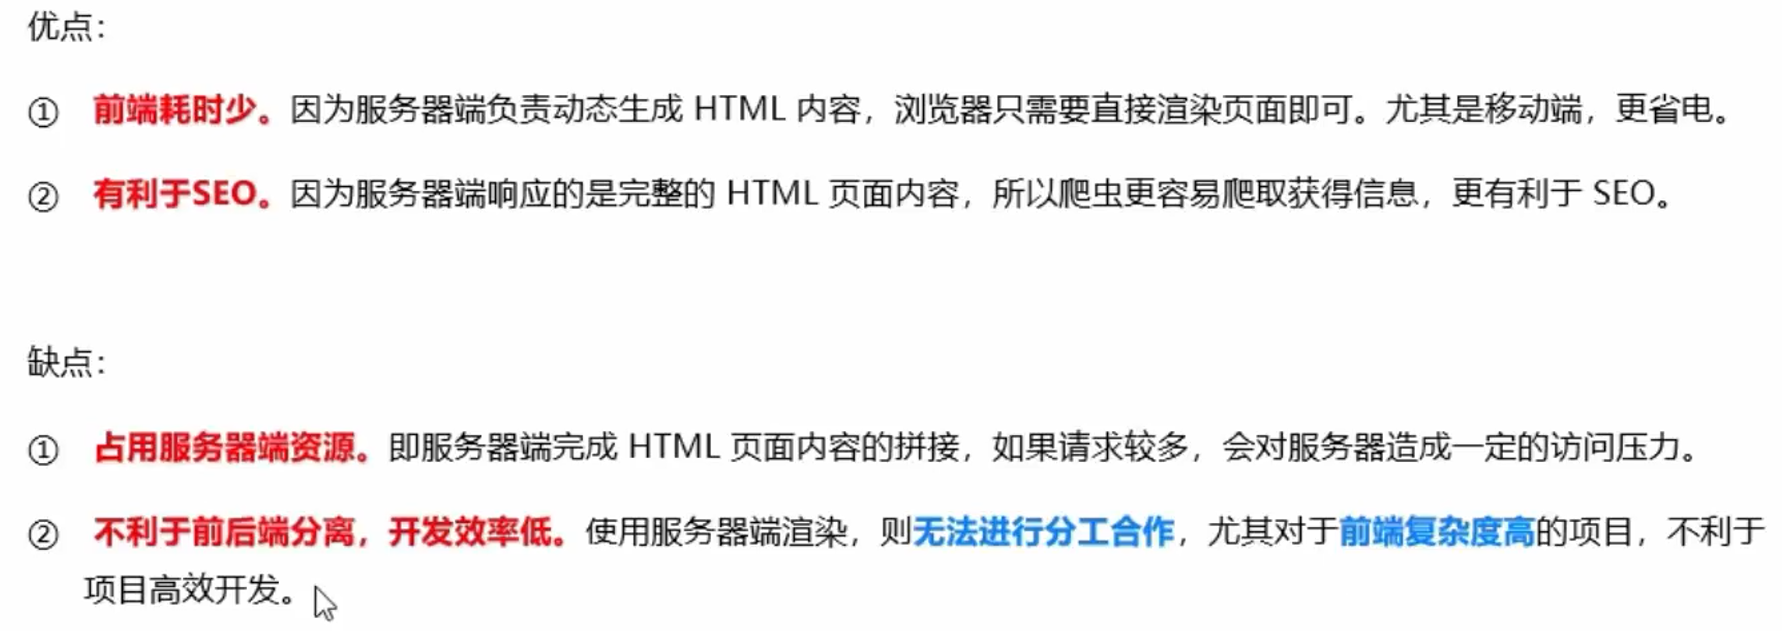 优点：
① 前端耗时少。因为服务器端负责动态生成 HTML 内容，浏览器只需要直接渲染页面即可。尤其是移动端，更省电。
② 有利于SEO。因为服务器端响应的是完整的 HTML 页面内容，所以爬虫更容易爬取获得信息，更有利于 SEO。
缺点：
① 占用服务器端资源。即服务器端完成 HTML 页面内容的拼接，如果请求较多，会对服务器造成一定的访问压力。
② 不利于前后端分离，开发效率低。使用服务器端渲染，则无法进行分工合作，尤其对于前端复杂度高的项目，不利于
项目高效开发。